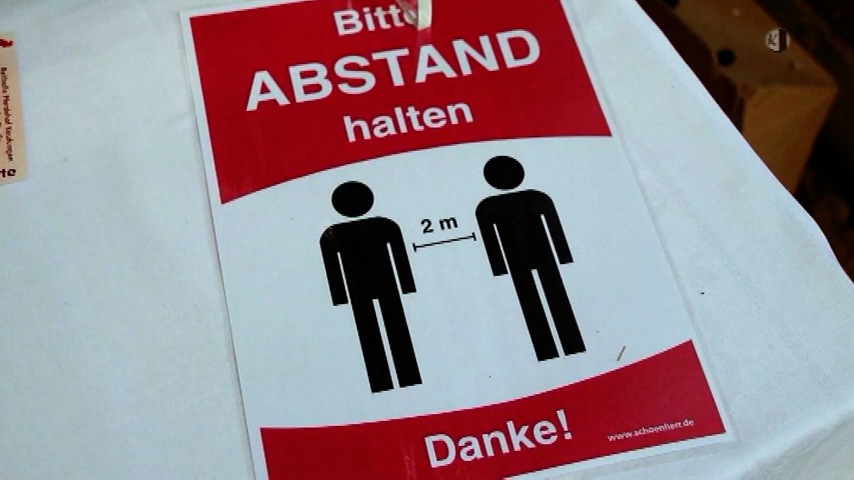 Bitte
ABSTAND
halten
2 m
Danke!
www.schoenherr.de